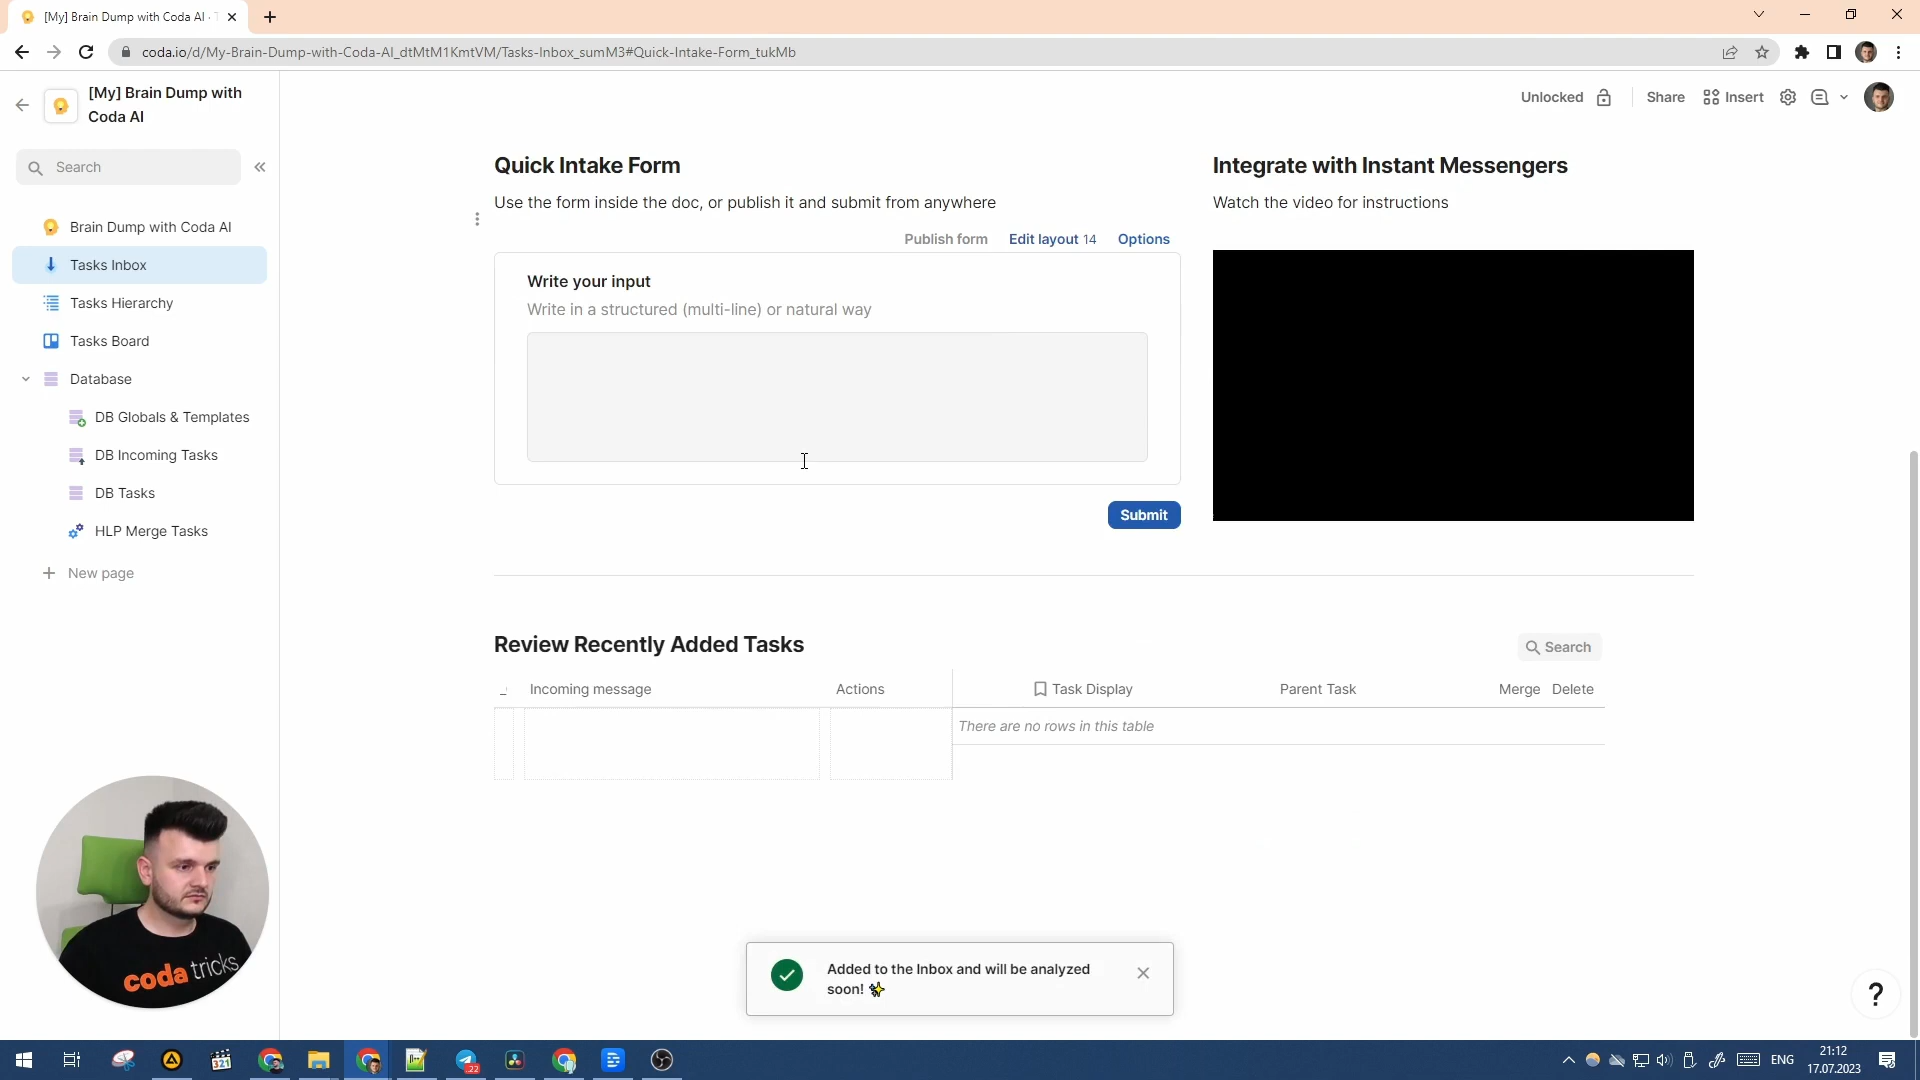 [My] Brain Dump with Coda AI · T
coda.io/d/My-Brain-Dump-with-Coda-AI_dtMtM1KmtVM/Tasks-Inbox_sumM3#Quick-Intake-Form_tukMb
[My] Brain Dump with
Coda AI
Unlocked
Share
Insert
Search
Brain Dump with Coda AI
Tasks Inbox
Tasks Hierarchy
Tasks Board
Database
DB Globals & Templates
DB Incoming Tasks
DB Tasks
HLP Merge Tasks
New page
Quick Intake Form
Use the form inside the doc, or publish it and submit from anywhere
Publish form
Edit layout 14
Options
Write your input
Write in a structured (multi-line) or natural way
Submit
Integrate with Instant Messengers
Watch the video for instructions
Review Recently Added Tasks
Search
Incoming message
Actions
Task Display
Parent Task
Merge
Delete
There are no rows in this table
coda tricks
Added to the Inbox and will be analyzed
soon! ✨
?
321
22
ENG
21:12
17.07.2023